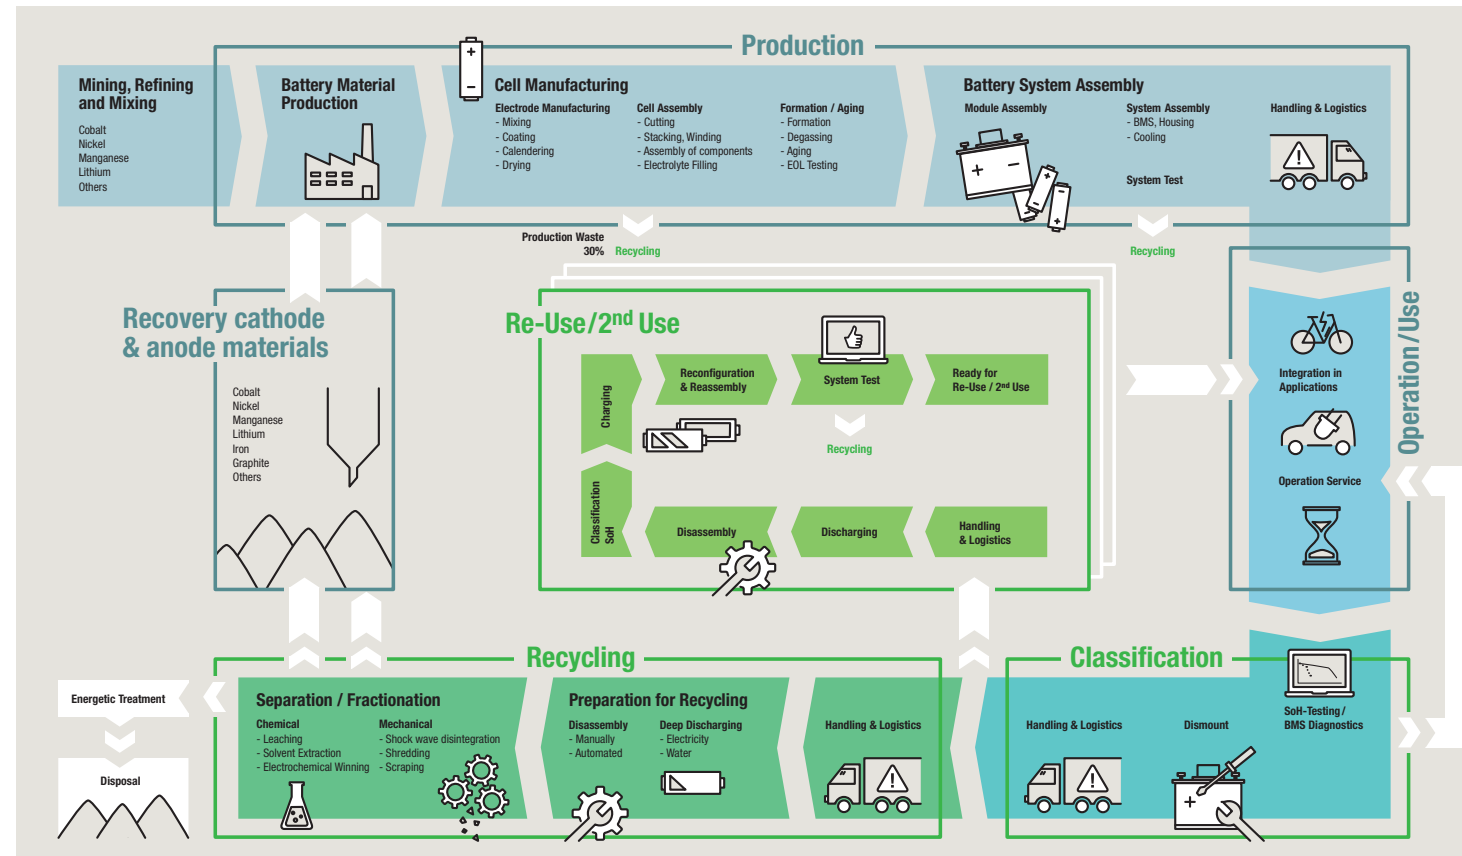 Production
Mining, Refining
and Mixing
Cobalt
Nickel
Manganese
Lithium
Others
Battery Material
Production
Cell Manufacturing
Electrode Manufacturing
- Mixing
- Coating
- Calendering
- Drying
Cell Assembly
- Cutting
- Stacking, Winding
- Assembly of components
- Electrolyte Filling
Formation / Aging
- Formation
- Degassing
- Aging
- EOL Testing
Battery System Assembly
Module Assembly
System Assembly
- BMS, Housing
- Cooling
System Test
Handling & Logistics
Production Waste
30%
Recycling
Recycling
Recovery cathode
& anode materials
Cobalt
Nickel
Manganese
Lithium
Iron
Graphite
Others
Re-Use/2nd Use
Charging
Reconfiguration
& Reassembly
System Test
Ready for
Re-Use / 2nd Use
Recycling
Classification
SoH
Disassembly
Discharging
Handling
& Logistics
Operation/Use
Integration in
Applications
Operation Service
Recycling
Energetic Treatment
Disposal
Separation / Fractionation
Chemical
- Leaching
- Solvent Extraction
- Electrochemical Winning
Mechanical
- Shock wave disintegration
- Shredding
- Scraping
Preparation for Recycling
Disassembly
- Manually
- Automated
Deep Discharging
- Electricity
- Water
Handling & Logistics
Classification
Handling & Logistics
Dismount
SoH-Testing /
BMS Diagnostics